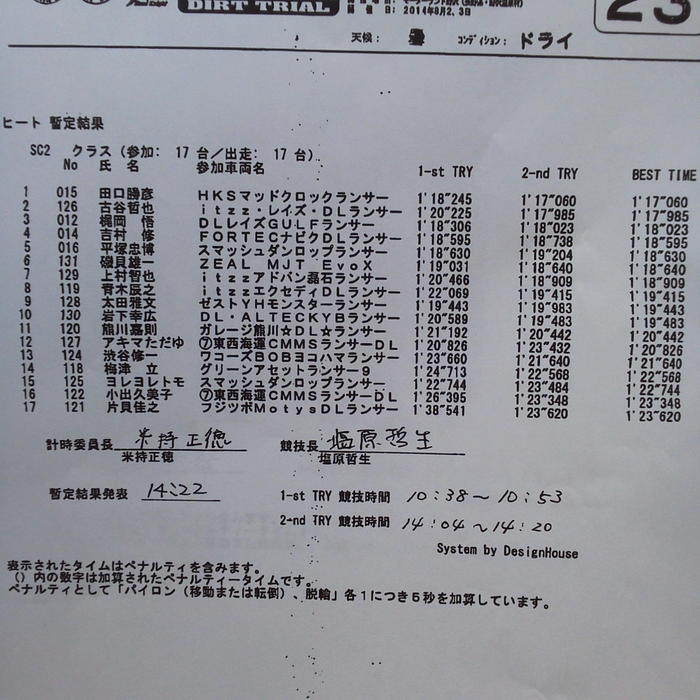 DIRT TRIAL
開催日: 2014年8月2、3日
23
天候: 曇 コンディション: ドライ
ヒート 暫定結果
SC2 クラス (参加: 17 台/出走: 17 台)
No 氏 名 参加車両名 1-st TRY 2-nd TRY BEST TIME
1 015 田口勝彦 HKSマッドクロックランサー 1'18"245 1'17"060 1'17"060
2 126 古谷哲也 itzz・レイズ・DLランサー 1'20"225 1'17"985 1'17"985
3 012 梶岡 悟 DLレイズGULFランサー 1'18"306 1'18"023 1'18"023
4 014 吉村 修 FORTECナビクDLランサー 1'18"595 1'18"738 1'18"595
5 016 平塚忠博 スマッシュダンロップランサー 1'18"630 1'19"204 1'18"630
6 131 磯貝雄一 ZEAL MJT EvoX 1'19"031 1'18"640 1'18"640
7 129 上村智也 itzzアドバン磊石ランサー 1'20"466 1'18"909 1'18"909
8 119 青木辰之 itzzエクセディDLランサー 1'22"069 1'19"415 1'19"415
9 128 太田雅文 ゼストYHモンスターランサー 1'19"443 1'19"983 1'19"443
10 130 岩下幸広 DL・ALTECKYBランサー 1'20"589 1'19"483 1'19"483
11 120 熊川嘉則 ガレージ熊川☆DL☆ランサー 1'21"192 1'20"442 1'20"442
12 127 アキマただゆ ⑦東西海運CMMSランサーDL 1'20"826 1'23"432 1'20"826
13 124 渋谷修一 ワコーズBOBヨコハマランサー 1'23"660 1'21"640 1'21"640
14 118 梅津 立 グリーンアセットランサー9 1'24"713 1'22"568 1'22"568
15 125 ヨレヨレトモ スマッシュダンロップランサー 1'22"744 1'23"484 1'22"744
16 122 小出久美子 ⑦東西海運CMMSランサーDL 1'26"395 1'23"348 1'23"348
17 121 片貝佳之 フジツボMotysDLランサー 1'38"541 1'23"620 1'23"620
計時委員長 米持正徳 競技長 塩原哲生
米持正徳 塩原哲生
暫定結果発表 14:22 1-st TRY 競技時間 10:38〜10:53
2-nd TRY 競技時間 14:04〜14:20
System by DesignHouse
表示されたタイムはペナルティを含みます。
()内の数字は加算されたペナルティータイムです。
ペナルティとして「パイロン(移動または転倒)、脱輪」各1につき5秒を加算しています。